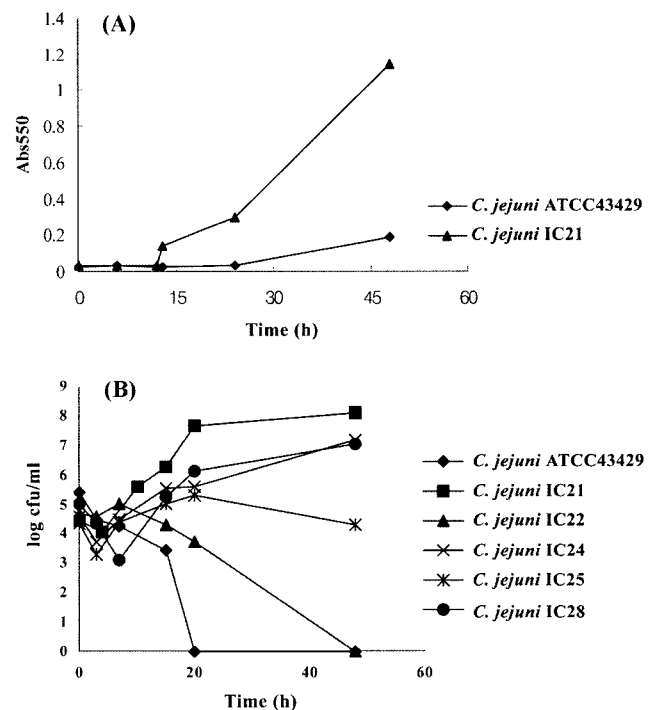 (A)
1.4
1.2
1
0.8
0.6
0.4
0.2
0
Abs550
0 15 30 45 60
Time (h)
C. jejuni ATCC43429
C. jejuni IC21
(B)
9
8
7
6
5
4
3
2
1
0
log cfu/ml
0 20 40 60
Time (h)
C. jejuni ATCC43429
C. jejuni IC21
C. jejuni IC22
C. jejuni IC24
C. jejuni IC25
C. jejuni IC28